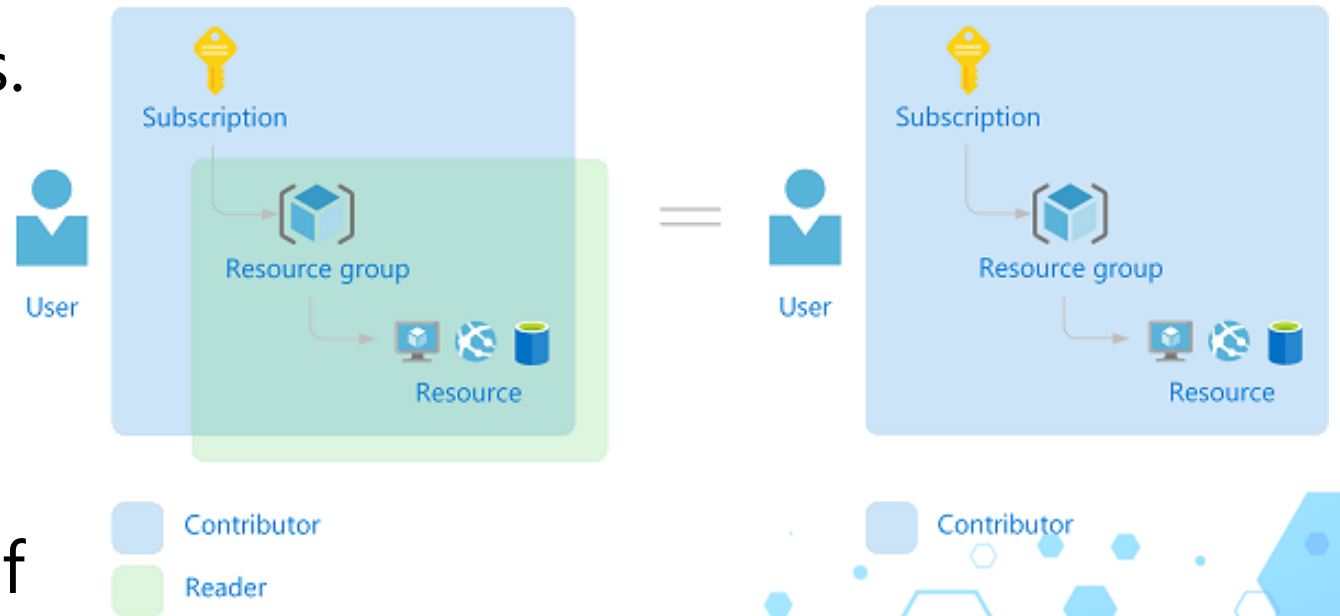 s.
Subscription
Subscription
Resource group
Resource group
User
User
Resource
Resource
Contributor
Contributor
f
Reader